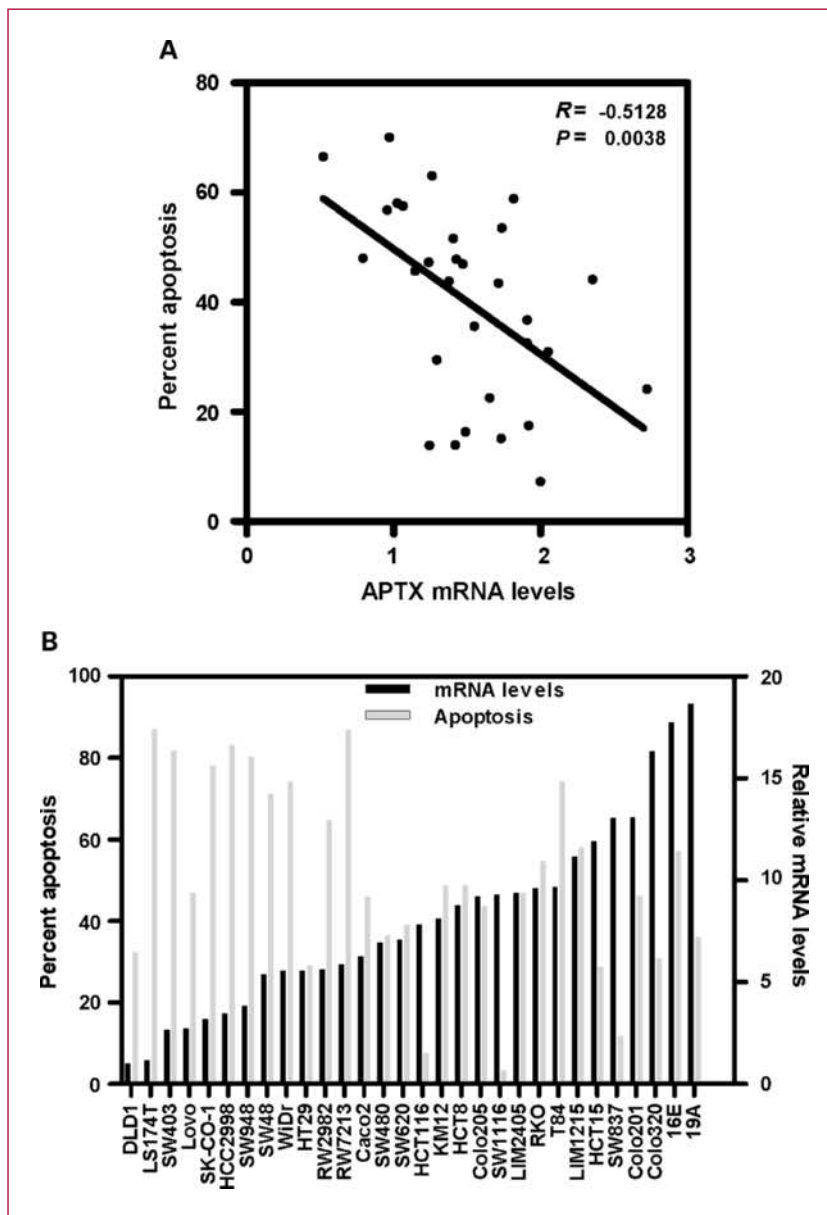 A
80
60
40
20
0
Percent apoptosis
R= -0.5128
P= 0.0038
0 1 2 3
APTX mRNA levels
B
100
80
60
40
20
0
Percent apoptosis
mRNA levels
Apoptosis
20
15
10
5
0
Relative mRNA levels
DLD1
LS174T
SW403
Lovo
SK-CO-1
HCC2998
SW948
SW48
WiDr
HT29
RW2982
RW7213
Caco2
SW480
SW620
HCT116
KM12
HCT8
Colo205
SW1116
LIM2405
RKO
T84
LIM1215
HCT15
SW837
Colo201
Colo320
16E
19A